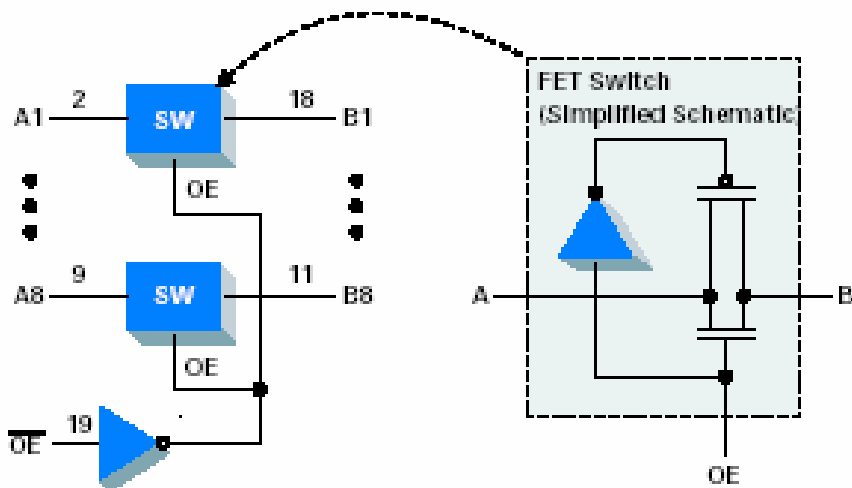 FET Switch
(Simplified Schematic)
A1 2 SW 18 B1
OE
A8 9 SW 11 B8
OE
A B
OE 19
OE